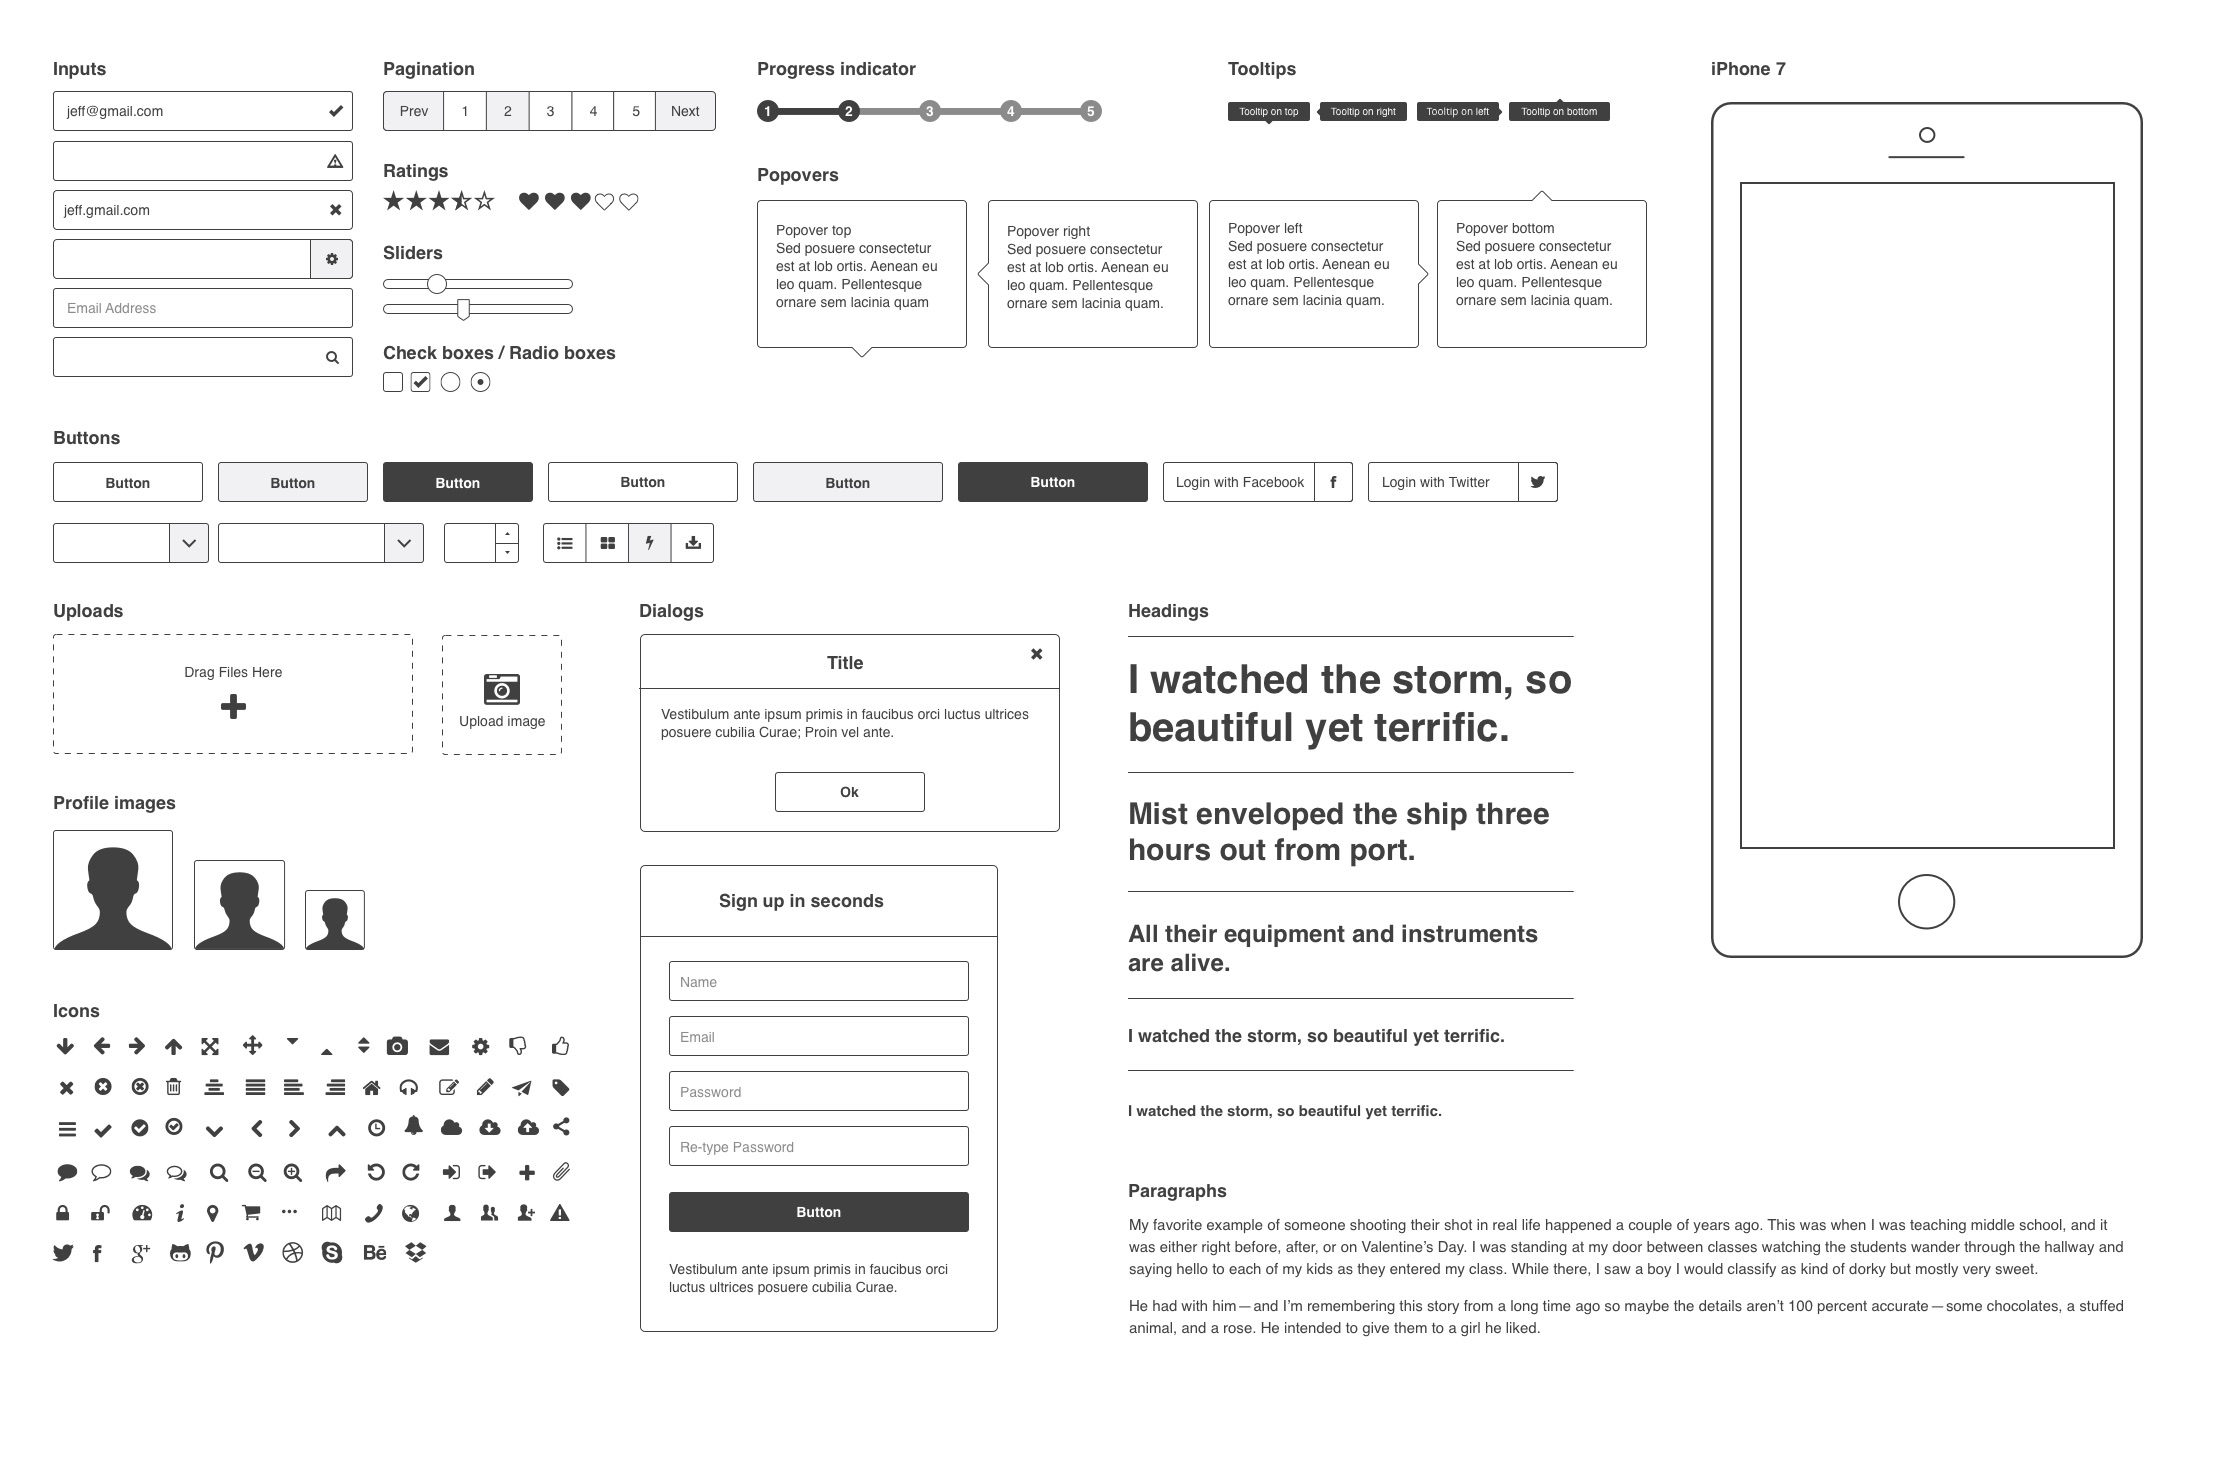 Inputs
jeff@gmail.com
jeff.gmail.com
Email Address
Pagination
Prev 1 2 3 4 5 Next
Ratings
Sliders
Check boxes / Radio boxes
Progress indicator
1 2 3 4 5
Tooltips
Tooltip on top Tooltip on right Tooltip on left Tooltip on bottom
Popovers
Popover top
Sed posuere consectetur
est at lob ortis. Aenean eu
leo quam. Pellentesque
ornare sem lacinia quam
Popover right
Sed posuere consectetur
est at lob ortis. Aenean eu
leo quam. Pellentesque
ornare sem lacinia quam.
Popover left
Sed posuere consectetur
est at lob ortis. Aenean eu
leo quam. Pellentesque
ornare sem lacinia quam.
Popover bottom
Sed posuere consectetur
est at lob ortis. Aenean eu
leo quam. Pellentesque
ornare sem lacinia quam.
iPhone 7
Buttons
Button Button Button Button Button Button Login with Facebook f Login with Twitter
Uploads
Drag Files Here
Upload image
Profile images
Icons
i
f g+ Bē
Dialogs
Title
Vestibulum ante ipsum primis in faucibus orci luctus ultrices
posuere cubilia Curae; Proin vel ante.
Ok
Sign up in seconds
Name
Email
Password
Re-type Password
Button
Vestibulum ante ipsum primis in faucibus orci
luctus ultrices posuere cubilia Curae.
Headings
I watched the storm, so
beautiful yet terrific.
Mist enveloped the ship three
hours out from port.
All their equipment and instruments
are alive.
I watched the storm, so beautiful yet terrific.
I watched the storm, so beautiful yet terrific.
Paragraphs
My favorite example of someone shooting their shot in real life happened a couple of years ago. This was when I was teaching middle school, and it
was either right before, after, or on Valentine’s Day. I was standing at my door between classes watching the students wander through the hallway and
saying hello to each of my kids as they entered my class. While there, I saw a boy I would classify as kind of dorky but mostly very sweet.
He had with him — and I’m remembering this story from a long time ago so maybe the details aren’t 100 percent accurate — some chocolates, a stuffed
animal, and a rose. He intended to give them to a girl he liked.